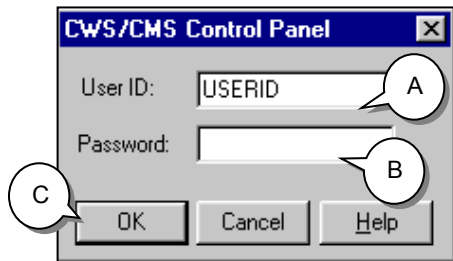 CWS/CMS Control Panel
User ID: USERID
A
Password:
B
C
OK Cancel Help